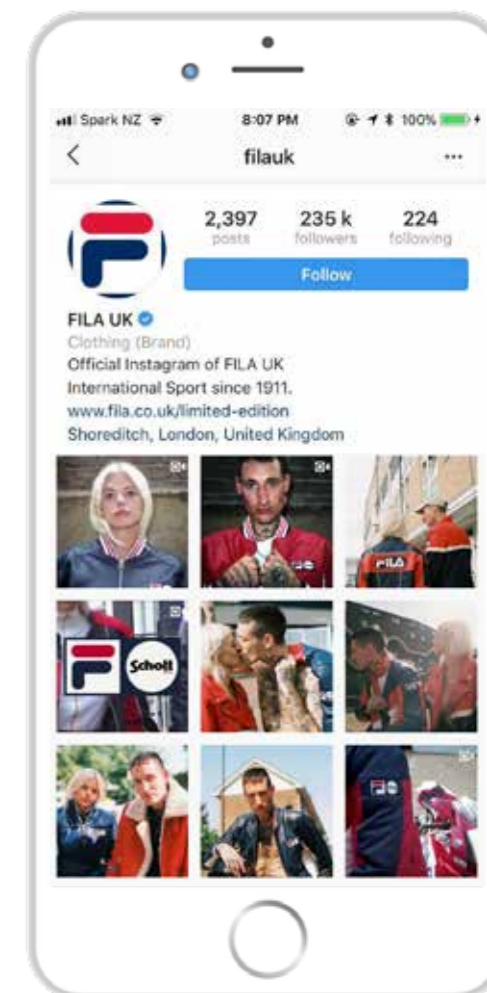 Spark NZ 8:07 PM 100%
filauk
2,397 235 k 224
posts followers following
Follow
FILA UK
Clothing (Brand)
Official Instagram of FILA UK
International Sport since 1911.
www.fila.co.uk/limited-edition
Shoreditch, London, United Kingdom
FILA
Schott